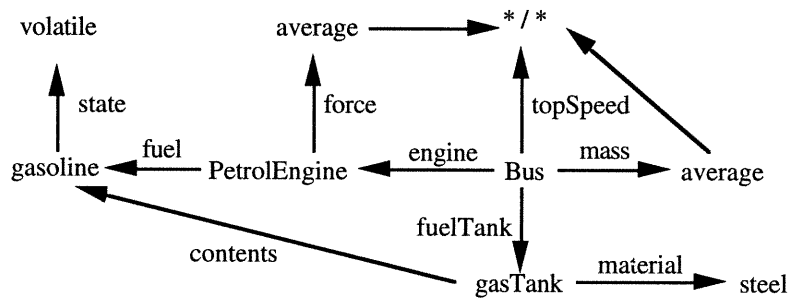 volatile
average
* / *
state
force
topSpeed
gasoline
fuel
PetrolEngine
engine
Bus
mass
average
fuelTank
contents
gasTank
material
steel